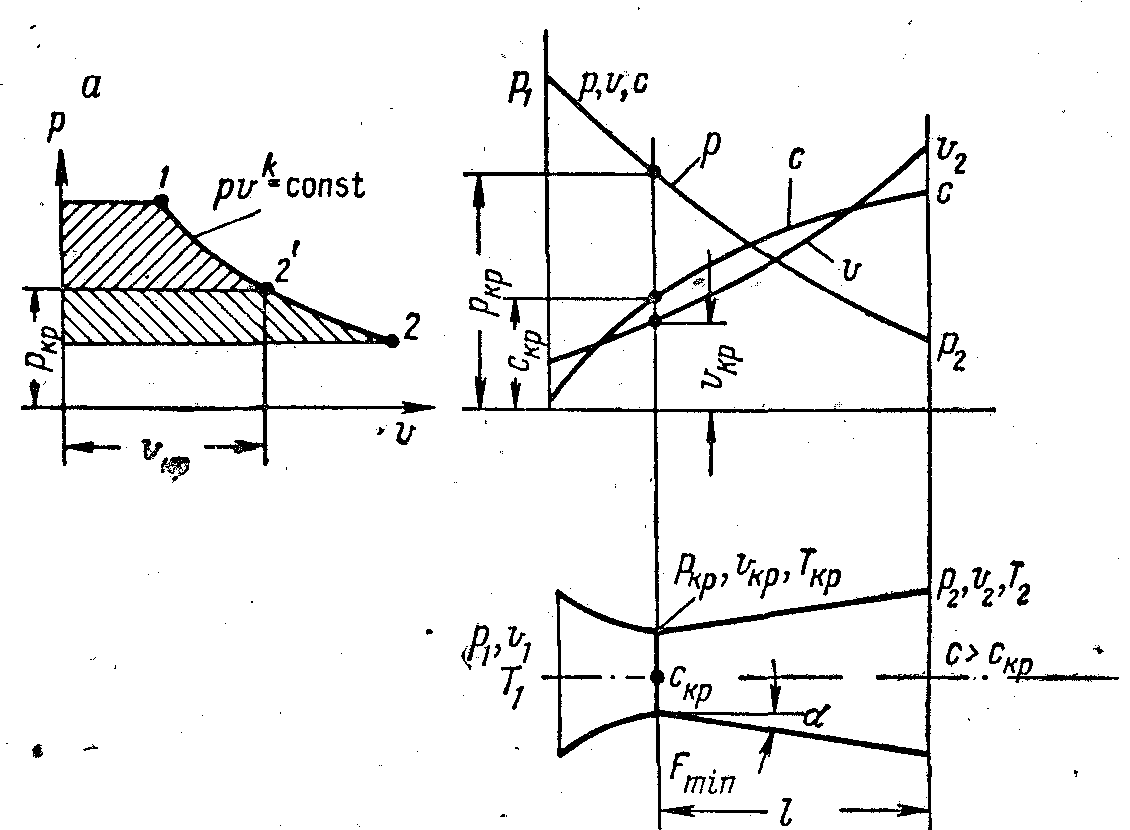 а
p
1
pv^k = const
2'
2
p_кр
v
v_кр
p_1
p, v, c
p
c
v_2
c
v
p_кр
c_кр
v_кр
p_2
p_кр, v_кр, T_кр
p_2, v_2, T_2
p_1, v_1
T_1
c_кр
c > c_кр
α
F_min
l